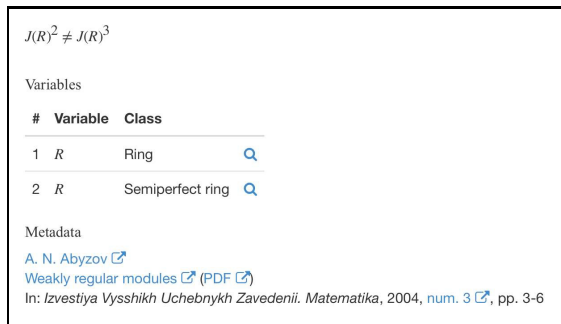 J(R)² ≠ J(R)³
Variables
# Variable Class
1 R Ring
2 R Semiperfect ring
Metadata
A. N. Abyzov
Weakly regular modules (PDF)
In: Izvestiya Vysshikh Uchebnykh Zavedenii. Matematika, 2004, num. 3, pp. 3-6